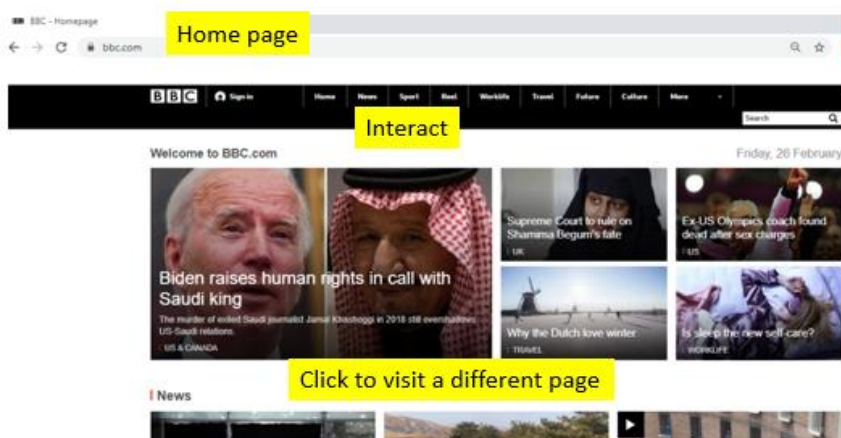 BBC - Homepage
Home page
bbc.com
BBC Sign in Home News Sport Reel Worklife Travel Future Culture More
Search
Interact
Welcome to BBC.com
Friday, 26 February
Biden raises human rights in call with
Saudi king
The murder of exiled Saudi journalist Jamal Khashoggi in 2018 still overshadows
US-Saudi relations.
US & CANADA
Supreme Court to rule on
Shamima Begum's fate
UK
Ex-US Olympics coach found
dead after sex charges
US
Why the Dutch love winter
TRAVEL
Is sleep the new self-care?
WORKLIFE
Click to visit a different page
News